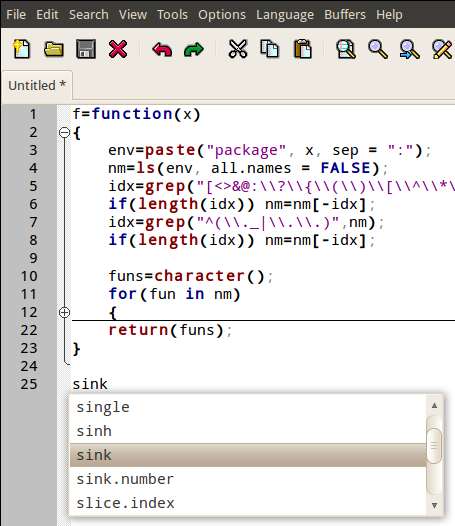 File Edit Search View Tools Options Language Buffers Help
Untitled *
1 f=function(x)
2 {
3 env=paste("package", x, sep = ":");
4 nm=ls(env, all.names = FALSE);
5 idx=grep("[<>&@:\\?\\{\\(\\)\\[\\^\\*\
6 if(length(idx)) nm=nm[-idx];
7 idx=grep("^(\\._|\\.\\.)",nm);
8 if(length(idx)) nm=nm[-idx];
9
10 funs=character();
11 for(fun in nm)
12 {
22 return(funs);
23 }
24
25 sink
single
sinh
sink
sink.number
slice.index